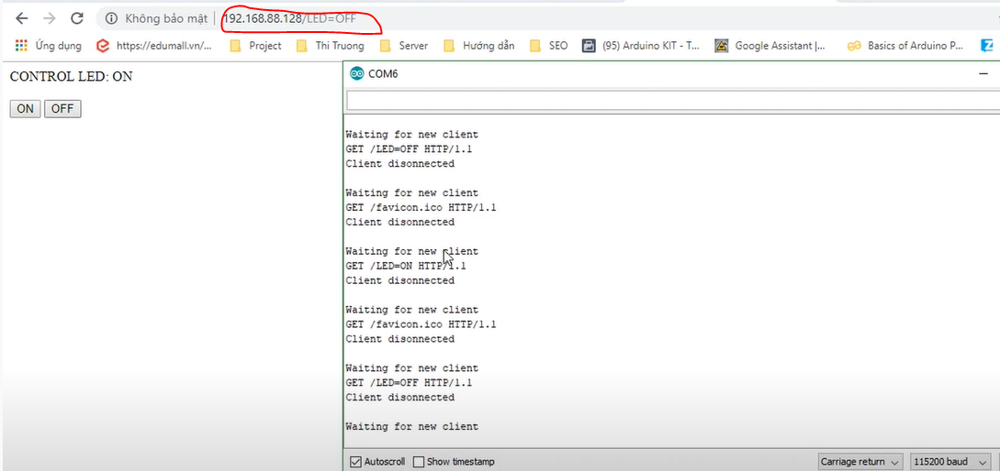 Không bảo mật
192.168.88.128/LED=OFF
Ứng dụng
https://edumall.vn/...
Project
Thi Truong
Server
Hướng dẫn
SEO
(95) Arduino KIT - T...
Google Assistant |...
Basics of Arduino P...
CONTROL LED: ON
ON
OFF
COM6
Waiting for new client
GET /LED=OFF HTTP/1.1
Client disonnected
Waiting for new client
GET /favicon.ico HTTP/1.1
Client disonnected
Waiting for new client
GET /LED=ON HTTP/1.1
Client disonnected
Waiting for new client
GET /favicon.ico HTTP/1.1
Client disonnected
Waiting for new client
GET /LED=OFF HTTP/1.1
Client disonnected
Waiting for new client
Autoscroll
Show timestamp
Carriage return
115200 baud